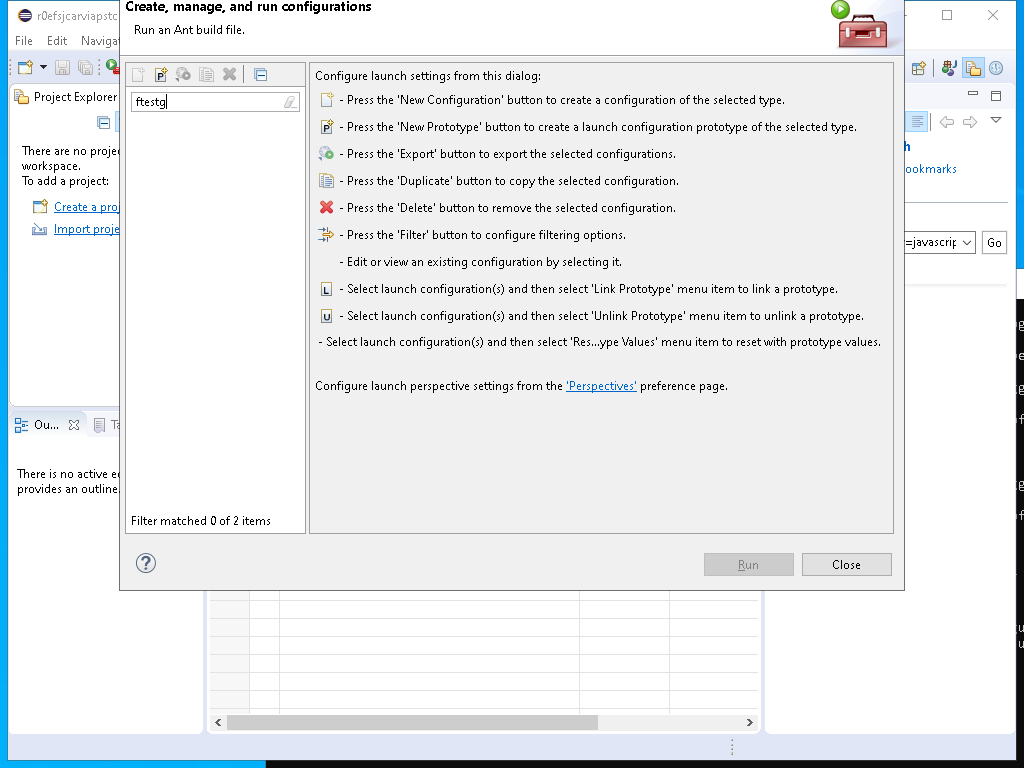 Create, manage, and run configurations
Run an Ant build file.
r0efsjcarviapstc
File Edit Naviga
Project Explorer
There are no proje
workspace.
To add a project:
Create a proj
Import proje
ftestg
Filter matched 0 of 2 items
Configure launch settings from this dialog:
- Press the 'New Configuration' button to create a configuration of the selected type.
P - Press the 'New Prototype' button to create a launch configuration prototype of the selected type.
- Press the 'Export' button to export the selected configurations.
- Press the 'Duplicate' button to copy the selected configuration.
- Press the 'Delete' button to remove the selected configuration.
- Press the 'Filter' button to configure filtering options.
- Edit or view an existing configuration by selecting it.
L - Select launch configuration(s) and then select 'Link Prototype' menu item to link a prototype.
U - Select launch configuration(s) and then select 'Unlink Prototype' menu item to unlink a prototype.
- Select launch configuration(s) and then select 'Res...ype Values' menu item to reset with prototype values.
Configure launch perspective settings from the 'Perspectives' preference page.
? Run Close
h
ookmarks
=javascrip Go
Ou... Ta
There is no active e
provides an outline.